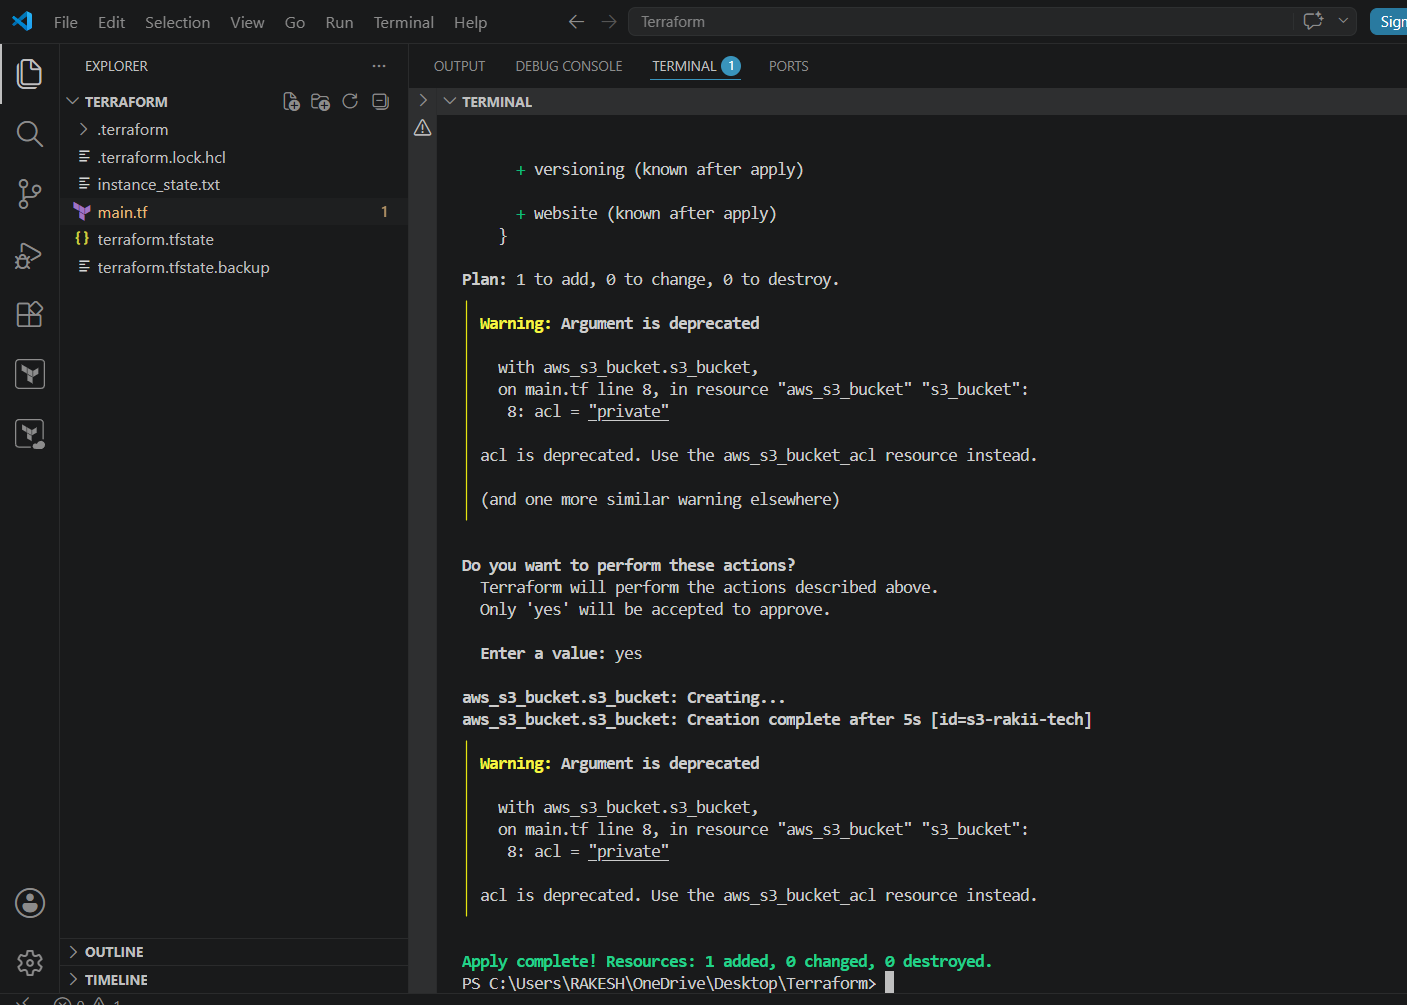 File Edit Selection View Go Run Terminal Help
Terraform
Sign
EXPLORER
TERRAFORM
.terraform
.terraform.lock.hcl
instance_state.txt
main.tf 1
terraform.tfstate
terraform.tfstate.backup
OUTLINE
TIMELINE
OUTPUT DEBUG CONSOLE TERMINAL 1 PORTS
TERMINAL
+ versioning (known after apply)
+ website (known after apply)
}
Plan: 1 to add, 0 to change, 0 to destroy.
Warning: Argument is deprecated
with aws_s3_bucket.s3_bucket,
on main.tf line 8, in resource "aws_s3_bucket" "s3_bucket":
8: acl = "private"
acl is deprecated. Use the aws_s3_bucket_acl resource instead.
(and one more similar warning elsewhere)
Do you want to perform these actions?
Terraform will perform the actions described above.
Only 'yes' will be accepted to approve.
Enter a value: yes
aws_s3_bucket.s3_bucket: Creating...
aws_s3_bucket.s3_bucket: Creation complete after 5s [id=s3-rakii-tech]
Warning: Argument is deprecated
with aws_s3_bucket.s3_bucket,
on main.tf line 8, in resource "aws_s3_bucket" "s3_bucket":
8: acl = "private"
acl is deprecated. Use the aws_s3_bucket_acl resource instead.
Apply complete! Resources: 1 added, 0 changed, 0 destroyed.
PS C:\Users\RAKESH\OneDrive\Desktop\Terraform>